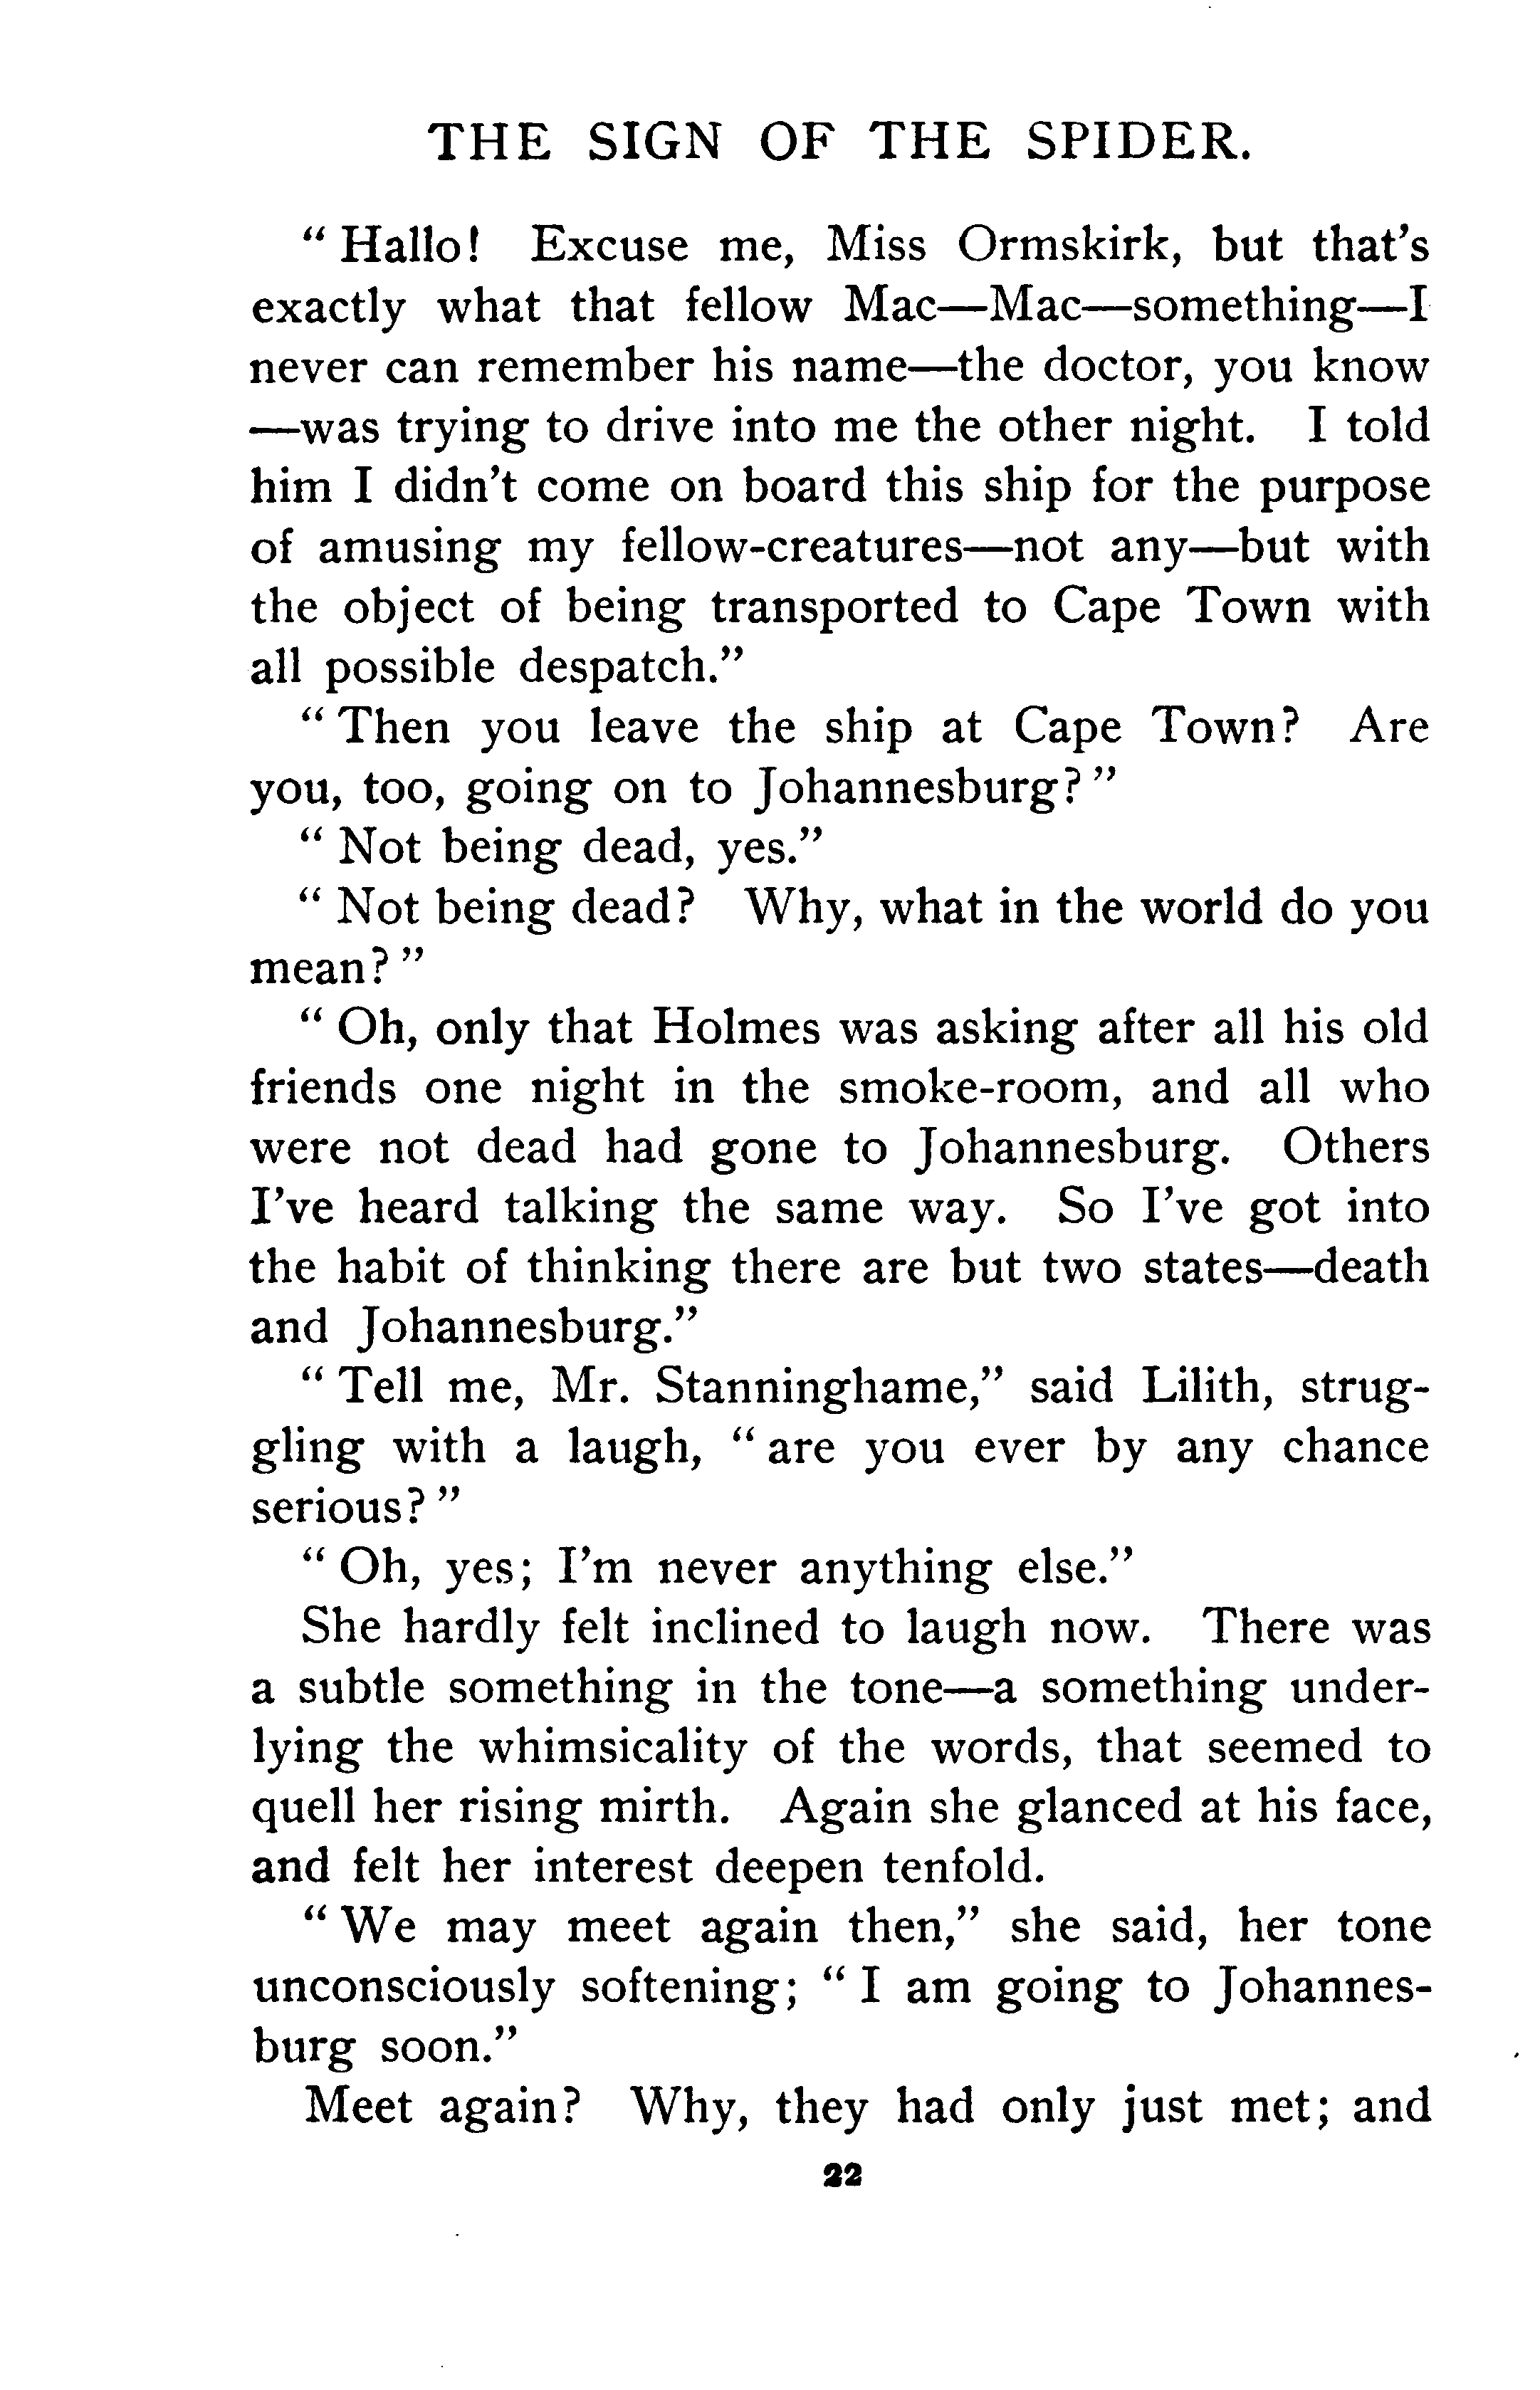 THE SIGN OF THE SPIDER.
“ Hallo! Excuse me, Miss Ormskirk, but that’s
exactly what that fellow Mac—Mac—something—I
never can remember his name—the doctor, you know
—was trying to drive into me the other night. I told
him I didn’t come on board this ship for the purpose
of amusing my fellow-creatures—not any—but with
the object of being transported to Cape Town with
all possible despatch.”
“ Then you leave the ship at Cape Town? Are
you, too, going on to Johannesburg? ”
“ Not being dead, yes.”
“ Not being dead? Why, what in the world do you
mean? ”
“ Oh, only that Holmes was asking after all his old
friends one night in the smoke-room, and all who
were not dead had gone to Johannesburg. Others
I’ve heard talking the same way. So I’ve got into
the habit of thinking there are but two states—death
and Johannesburg.”
“ Tell me, Mr. Stanninghame,” said Lilith, strug-
gling with a laugh, “ are you ever by any chance
serious? ”
“ Oh, yes; I’m never anything else.”
She hardly felt inclined to laugh now. There was
a subtle something in the tone—a something under-
lying the whimsicality of the words, that seemed to
quell her rising mirth. Again she glanced at his face,
and felt her interest deepen tenfold.
“ We may meet again then,” she said, her tone
unconsciously softening; “ I am going to Johannes-
burg soon.”
Meet again? Why, they had only just met; and
22